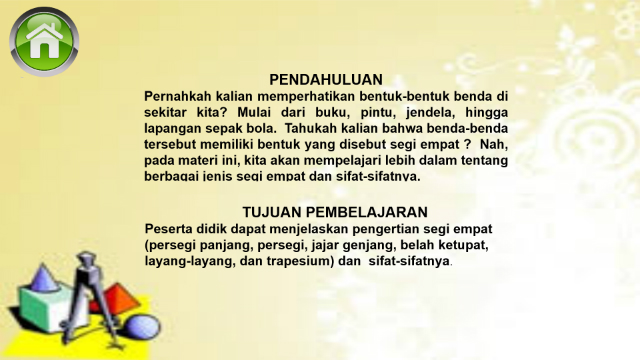 PENDAHULUAN
Pernahkah kalian memperhatikan bentuk-bentuk benda di
sekitar kita? Mulai dari buku, pintu, jendela, hingga
lapangan sepak bola. Tahukah kalian bahwa benda-benda
tersebut memiliki bentuk yang disebut segi empat ? Nah,
pada materi ini, kita akan mempelajari lebih dalam tentang
berbagai jenis segi empat dan sifat-sifatnya.
TUJUAN PEMBELAJARAN
Peserta didik dapat menjelaskan pengertian segi empat
(persegi panjang, persegi, jajar genjang, belah ketupat,
layang-layang, dan trapesium) dan sifat-sifatnya.